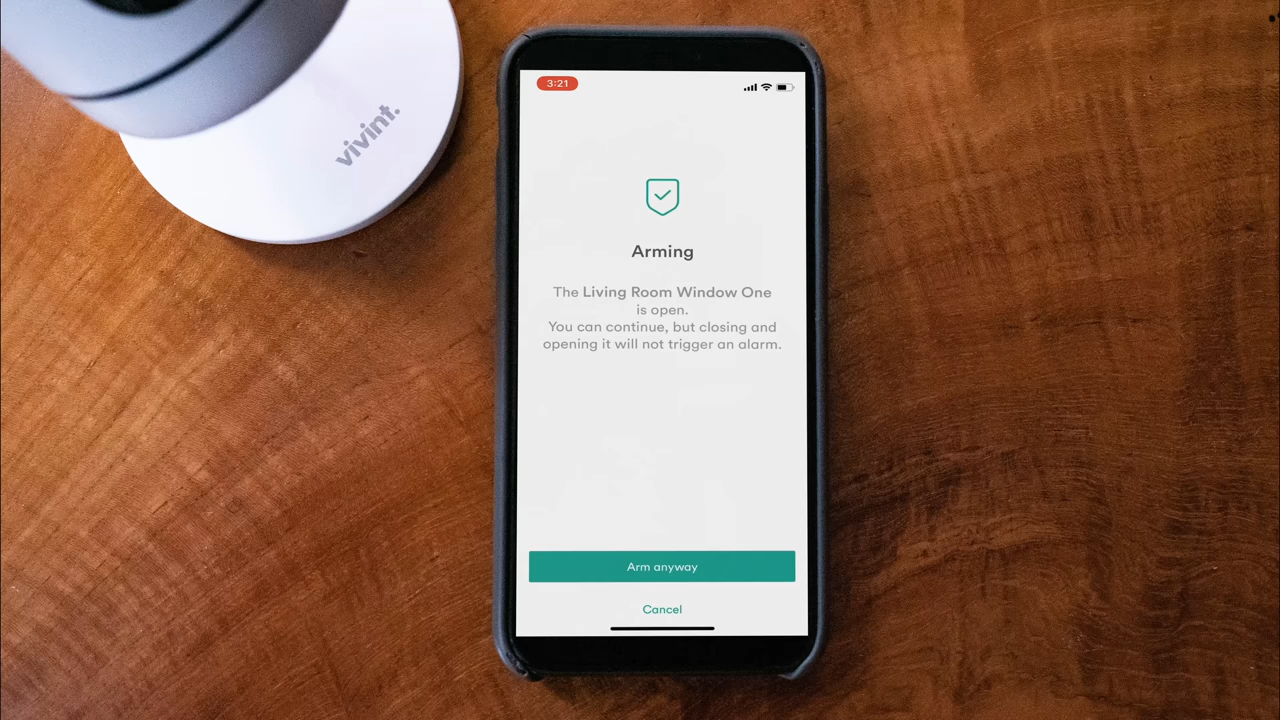 vivint.
3:21
Arming
The Living Room Window One
is open.
You can continue, but closing and
opening it will not trigger an alarm.
Arm anyway
Cancel